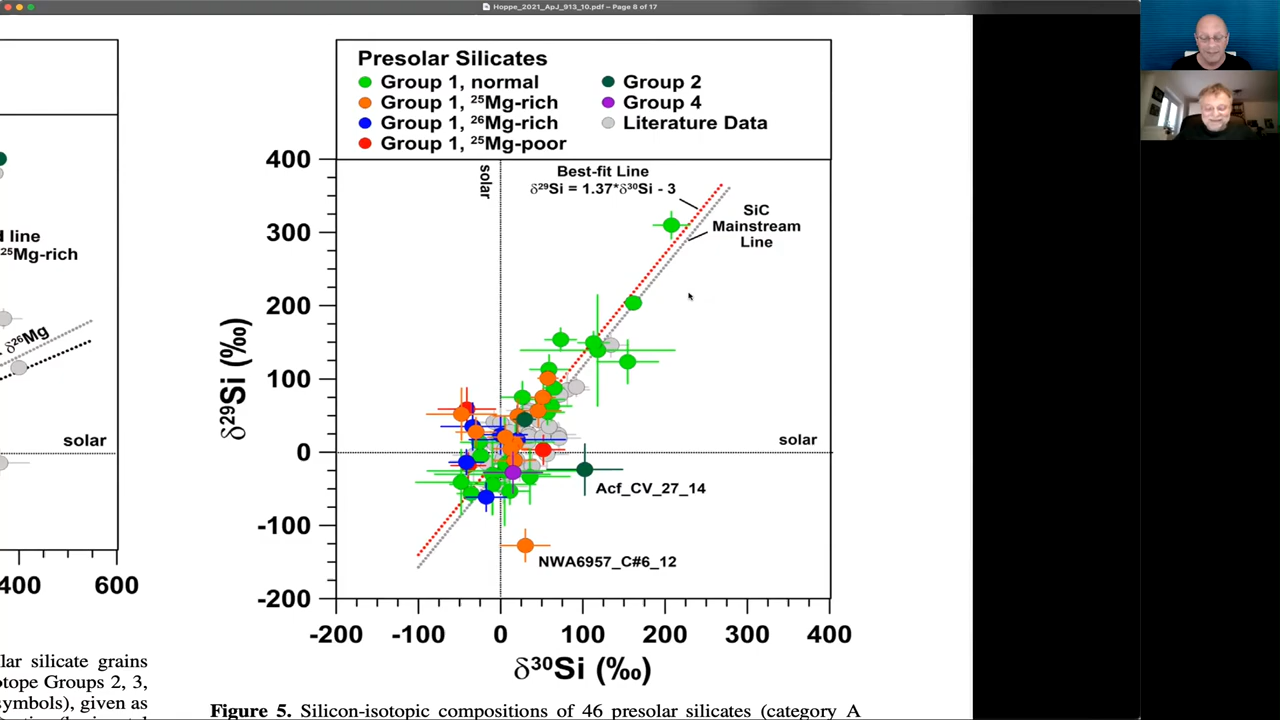 Hoppe_2021_ApJ_913_10.pdf – Page 8 of 17
Presolar Silicates
Group 1, normal
Group 1, ²⁵Mg-rich
Group 1, ²⁶Mg-rich
Group 1, ²⁵Mg-poor
Group 2
Group 4
Literature Data
400
300
200
100
0
-100
-200
δ²⁹Si (‰)
solar
Best-fit Line
δ²⁹Si = 1.37*δ³⁰Si - 3
SiC
Mainstream
Line
solar
Acf_CV_27_14
NWA6957_C#6_12
-200
-100
0
100
200
300
400
δ³⁰Si (‰)
line
²⁵Mg-rich
δ²⁶Mg
solar
400
600
lar silicate grains
otope Groups 2, 3,
symbols), given as
Figure 5. Silicon-isotopic compositions of 46 presolar silicates (category A